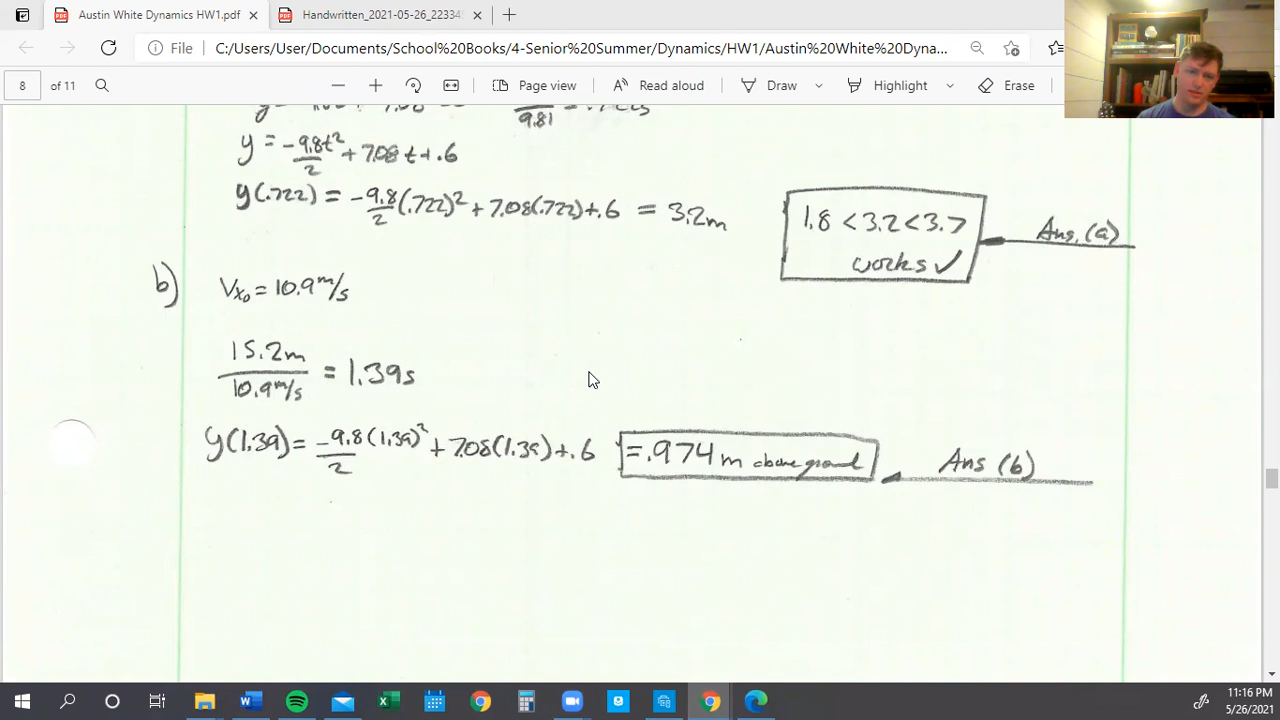 Austin White Dynamics HW1.pdf
Handwritten_2021-05-26_22334
File
C:/Users/User/Documents/School%20Books/4-Senior%20Summer/Dynamics/HW1/Austin%20White%20Dyna...
8 of 11
Page view
Read aloud
Draw
Highlight
Erase
9.81
y = -9.8t²/2 + 7.08 t + .6
y(.722) = -9.8/2(.722)² + 7.08(.722) + .6 = 3.2m
1.8 < 3.2 < 3.7
works ✓
Ans. (a)
b) Vx₀ = 10.9 m/s
15.2m / 10.9 m/s = 1.39s
y(1.39) = -9.8(1.39)²/2 + 7.08(1.39) + .6 = .974 m above ground
Ans (b)
11:16 PM
5/26/2021